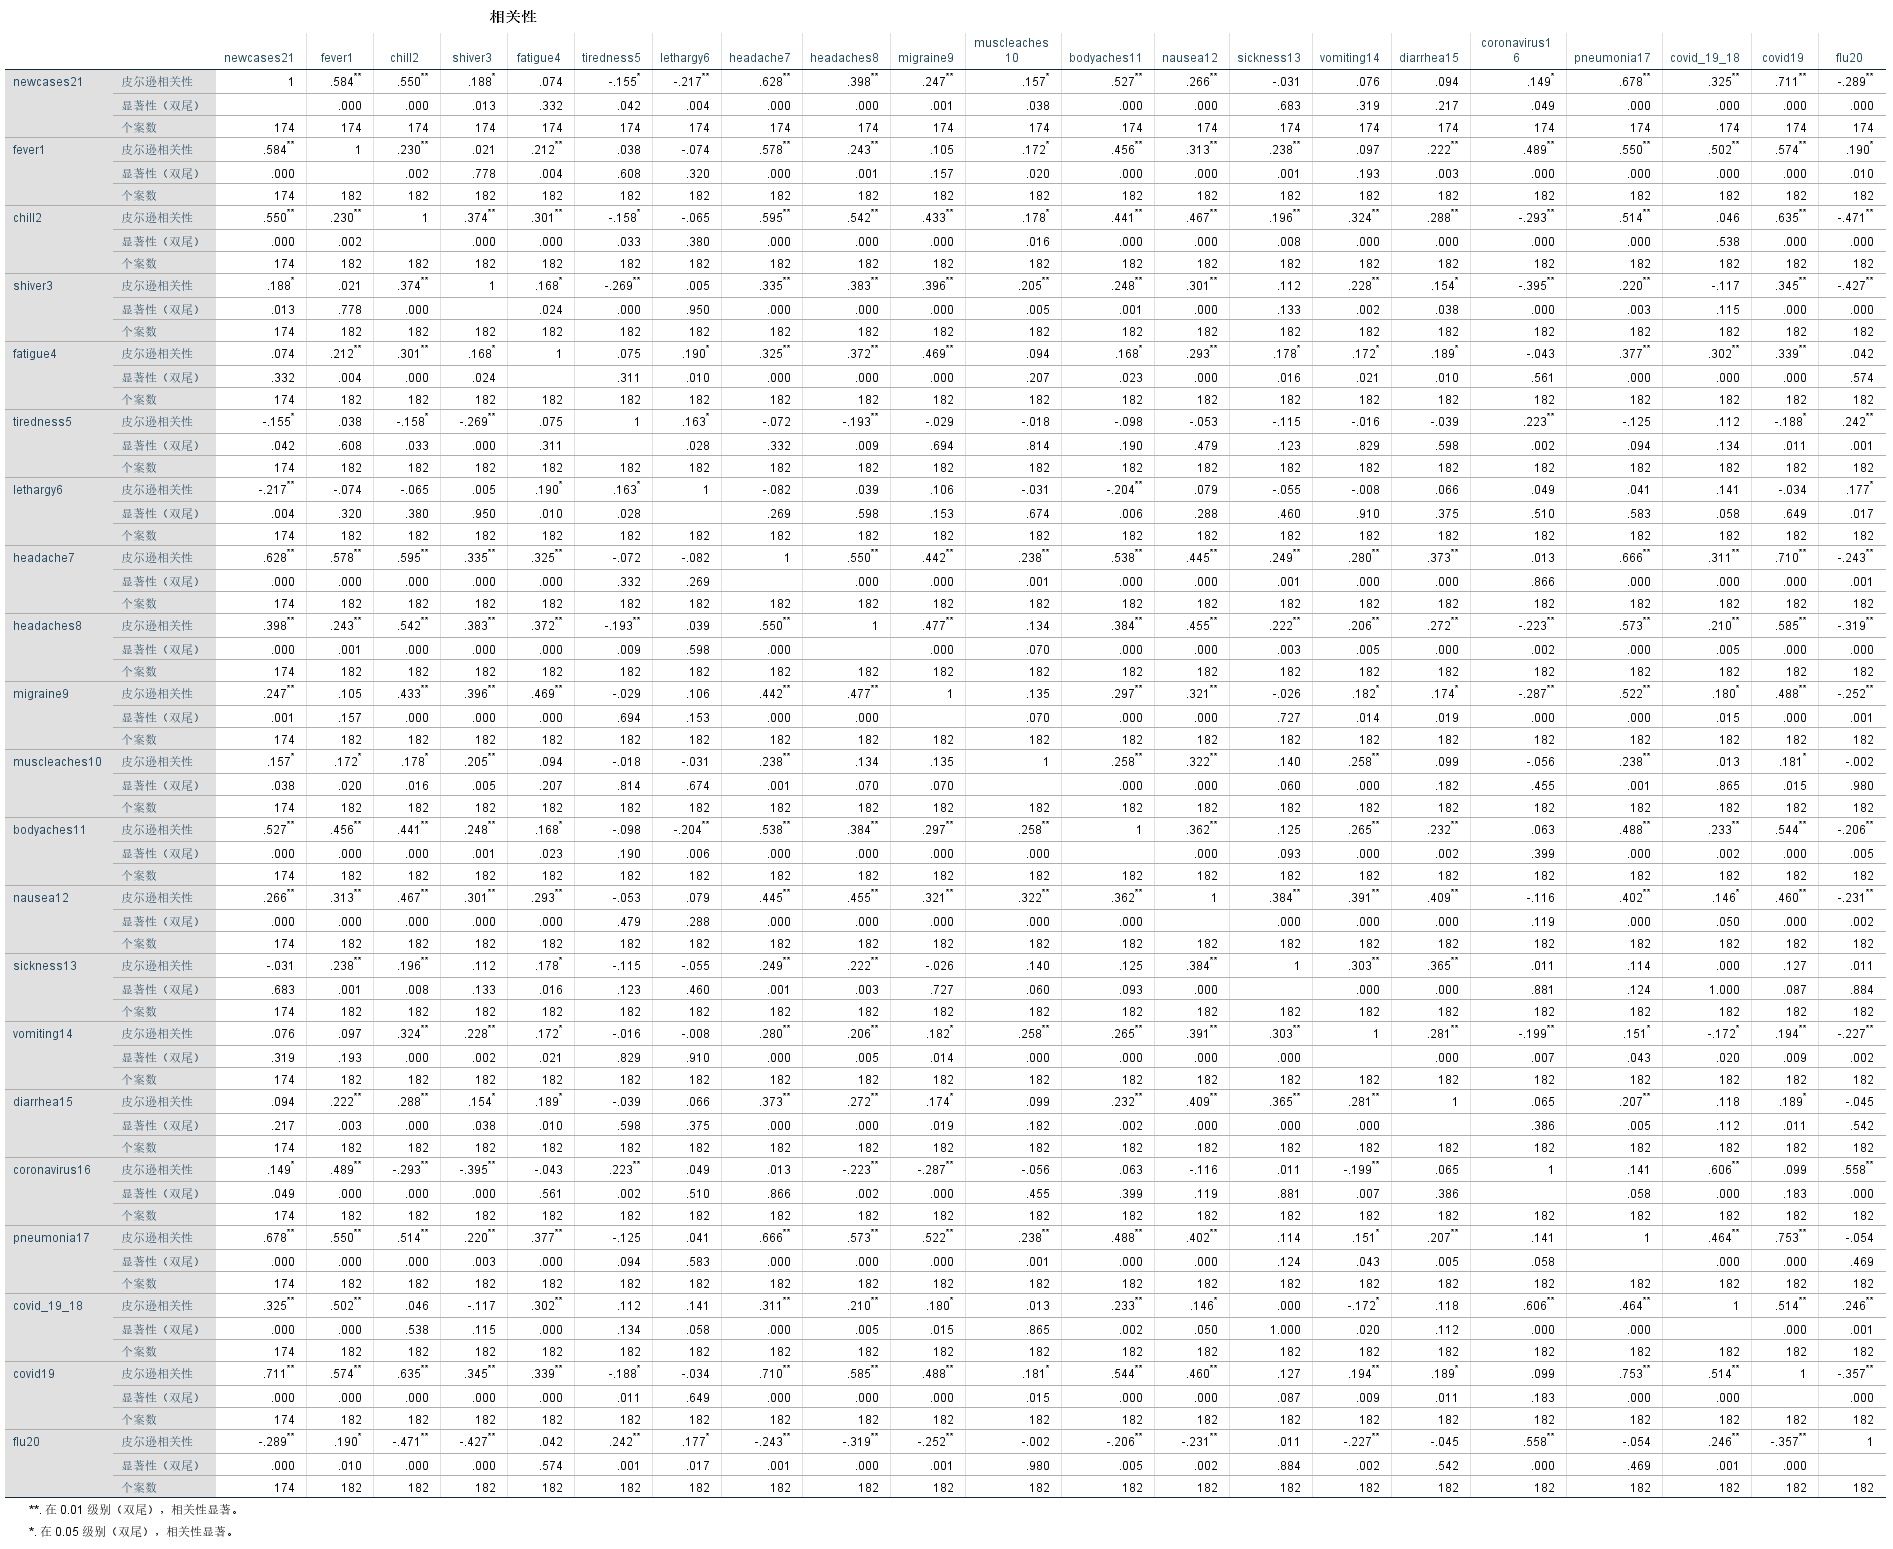 相关性
newcases21 fever1 chill2 shiver3 fatigue4 tiredness5 lethargy6 headache7 headaches8 migraine9 muscleaches10 bodyaches11 nausea12 sickness13 vomiting14 diarrhea15 coronavirus16 pneumonia17 covid_19_18 covid19 flu20
newcases21 皮尔逊相关性 1 .584** .550** .188* .074 -.155* -.217** .628** .398** .247** .157* .527** .266** -.031 .076 .094 .149* .678** .325** .711** -.289**
显著性（双尾） .000 .000 .013 .332 .042 .004 .000 .000 .001 .038 .000 .000 .683 .319 .217 .049 .000 .000 .000 .000
个案数 174 174 174 174 174 174 174 174 174 174 174 174 174 174 174 174 174 174 174 174 174
fever1 皮尔逊相关性 .584** 1 .230** .021 .212** .038 -.074 .578** .243** .105 .172* .456** .313** .238** .097 .222** .489** .550** .502** .574** .190*
显著性（双尾） .000 .002 .778 .004 .608 .320 .000 .001 .157 .020 .000 .000 .001 .193 .003 .000 .000 .000 .000 .010
个案数 174 182 182 182 182 182 182 182 182 182 182 182 182 182 182 182 182 182 182 182 182
chill2 皮尔逊相关性 .550** .230** 1 .374** .301** -.158* -.065 .595** .542** .433** .178* .441** .467** .196** .324** .288** -.293** .514** .046 .635** -.471**
显著性（双尾） .000 .002 .000 .000 .033 .380 .000 .000 .000 .016 .000 .000 .008 .000 .000 .000 .000 .538 .000 .000
个案数 174 182 182 182 182 182 182 182 182 182 182 182 182 182 182 182 182 182 182 182 182
shiver3 皮尔逊相关性 .188* .021 .374** 1 .168* -.269** .005 .335** .383** .396** .205** .248** .301** .112 .228** .154* -.395** .220** -.117 .345** -.427**
显著性（双尾） .013 .778 .000 .024 .000 .950 .000 .000 .000 .005 .001 .000 .133 .002 .038 .000 .003 .115 .000 .000
个案数 174 182 182 182 182 182 182 182 182 182 182 182 182 182 182 182 182 182 182 182 182
fatigue4 皮尔逊相关性 .074 .212** .301** .168* 1 .075 .190* .325** .372** .469** .094 .168* .293** .178* .172* .189* -.043 .377** .302** .339** .042
显著性（双尾） .332 .004 .000 .024 .311 .010 .000 .000 .000 .207 .023 .000 .016 .021 .010 .561 .000 .000 .000 .574
个案数 174 182 182 182 182 182 182 182 182 182 182 182 182 182 182 182 182 182 182 182 182
tiredness5 皮尔逊相关性 -.155* .038 -.158* -.269** .075 1 .163* -.072 -.193** -.029 -.018 -.098 -.053 -.115 -.016 -.039 .223** -.125 .112 -.188* .242**
显著性（双尾） .042 .608 .033 .000 .311 .028 .332 .009 .694 .814 .190 .479 .123 .829 .598 .002 .094 .134 .011 .001
个案数 174 182 182 182 182 182 182 182 182 182 182 182 182 182 182 182 182 182 182 182 182
lethargy6 皮尔逊相关性 -.217** -.074 -.065 .005 .190* .163* 1 -.082 .039 .106 -.031 -.204** .079 -.055 -.008 .066 .049 .041 .141 -.034 .177*
显著性（双尾） .004 .320 .380 .950 .010 .028 .269 .598 .153 .674 .006 .288 .460 .910 .375 .510 .583 .058 .649 .017
个案数 174 182 182 182 182 182 182 182 182 182 182 182 182 182 182 182 182 182 182 182 182
headache7 皮尔逊相关性 .628** .578** .595** .335** .325** -.072 -.082 1 .550** .442** .238** .538** .445** .249** .280** .373** .013 .666** .311** .710** -.243**
显著性（双尾） .000 .000 .000 .000 .000 .332 .269 .000 .000 .001 .000 .000 .001 .000 .000 .866 .000 .000 .000 .001
个案数 174 182 182 182 182 182 182 182 182 182 182 182 182 182 182 182 182 182 182 182 182
headaches8 皮尔逊相关性 .398** .243** .542** .383** .372** -.193** .039 .550** 1 .477** .134 .384** .455** .222** .206** .272** -.223** .573** .210** .585** -.319**
显著性（双尾） .000 .001 .000 .000 .000 .009 .598 .000 .000 .070 .000 .000 .003 .005 .000 .002 .000 .005 .000 .000
个案数 174 182 182 182 182 182 182 182 182 182 182 182 182 182 182 182 182 182 182 182 182
migraine9 皮尔逊相关性 .247** .105 .433** .396** .469** -.029 .106 .442** .477** 1 .135 .297** .321** -.026 .182* .174* -.287** .522** .180* .488** -.252**
显著性（双尾） .001 .157 .000 .000 .000 .694 .153 .000 .000 .070 .000 .000 .727 .014 .019 .000 .000 .015 .000 .001
个案数 174 182 182 182 182 182 182 182 182 182 182 182 182 182 182 182 182 182 182 182 182
muscleaches10 皮尔逊相关性 .157* .172* .178* .205** .094 -.018 -.031 .238** .134 .135 1 .258** .322** .140 .258** .099 -.056 .238** .013 .181* -.002
显著性（双尾） .038 .020 .016 .005 .207 .814 .674 .001 .070 .070 .000 .000 .060 .000 .182 .455 .001 .865 .015 .980
个案数 174 182 182 182 182 182 182 182 182 182 182 182 182 182 182 182 182 182 182 182 182
bodyaches11 皮尔逊相关性 .527** .456** .441** .248** .168* -.098 -.204** .538** .384** .297** .258** 1 .362** .125 .265** .232** .063 .488** .233** .544** -.206**
显著性（双尾） .000 .000 .000 .001 .023 .190 .006 .000 .000 .000 .000 .000 .093 .000 .002 .399 .000 .002 .000 .005
个案数 174 182 182 182 182 182 182 182 182 182 182 182 182 182 182 182 182 182 182 182 182
nausea12 皮尔逊相关性 .266** .313** .467** .301** .293** -.053 .079 .445** .455** .321** .322** .362** 1 .384** .391** .409** -.116 .402** .146* .460** -.231**
显著性（双尾） .000 .000 .000 .000 .000 .479 .288 .000 .000 .000 .000 .000 .000 .000 .000 .119 .000 .050 .000 .002
个案数 174 182 182 182 182 182 182 182 182 182 182 182 182 182 182 182 182 182 182 182 182
sickness13 皮尔逊相关性 -.031 .238** .196** .112 .178* -.115 -.055 .249** .222** -.026 .140 .125 .384** 1 .303** .365** .011 .114 .000 .127 .011
显著性（双尾） .683 .001 .008 .133 .016 .123 .460 .001 .003 .727 .060 .093 .000 .000 .000 .881 .124 1.000 .087 .884
个案数 174 182 182 182 182 182 182 182 182 182 182 182 182 182 182 182 182 182 182 182 182
vomiting14 皮尔逊相关性 .076 .097 .324** .228** .172* -.016 -.008 .280** .206** .182* .258** .265** .391** .303** 1 .281** -.199** .151* -.172* .194** -.227**
显著性（双尾） .319 .193 .000 .002 .021 .829 .910 .000 .005 .014 .000 .000 .000 .000 .000 .007 .043 .020 .009 .002
个案数 174 182 182 182 182 182 182 182 182 182 182 182 182 182 182 182 182 182 182 182 182
diarrhea15 皮尔逊相关性 .094 .222** .288** .154* .189* -.039 .066 .373** .272** .174* .099 .232** .409** .365** .281** 1 .065 .207** .118 .189* -.045
显著性（双尾） .217 .003 .000 .038 .010 .598 .375 .000 .000 .019 .182 .002 .000 .000 .000 .386 .005 .112 .011 .542
个案数 174 182 182 182 182 182 182 182 182 182 182 182 182 182 182 182 182 182 182 182 182
coronavirus16 皮尔逊相关性 .149* .489** -.293** -.395** -.043 .223** .049 .013 -.223** -.287** -.056 .063 -.116 .011 -.199** .065 1 .141 .606** .099 .558**
显著性（双尾） .049 .000 .000 .000 .561 .002 .510 .866 .002 .000 .455 .399 .119 .881 .007 .386 .058 .000 .183 .000
个案数 174 182 182 182 182 182 182 182 182 182 182 182 182 182 182 182 182 182 182 182 182
pneumonia17 皮尔逊相关性 .678** .550** .514** .220** .377** -.125 .041 .666** .573** .522** .238** .488** .402** .114 .151* .207** .141 1 .464** .753** -.054
显著性（双尾） .000 .000 .000 .003 .000 .094 .583 .000 .000 .000 .001 .000 .000 .124 .043 .005 .058 .000 .000 .469
个案数 174 182 182 182 182 182 182 182 182 182 182 182 182 182 182 182 182 182 182 182 182
covid_19_18 皮尔逊相关性 .325** .502** .046 -.117 .302** .112 .141 .311** .210** .180* .013 .233** .146* .000 -.172* .118 .606** .464** 1 .514** .246**
显著性（双尾） .000 .000 .538 .115 .000 .134 .058 .000 .005 .015 .865 .002 .050 1.000 .020 .112 .000 .000 .000 .001
个案数 174 182 182 182 182 182 182 182 182 182 182 182 182 182 182 182 182 182 182 182 182
covid19 皮尔逊相关性 .711** .574** .635** .345** .339** -.188* -.034 .710** .585** .488** .181* .544** .460** .127 .194** .189* .099 .753** .514** 1 -.357**
显著性（双尾） .000 .000 .000 .000 .000 .011 .649 .000 .000 .000 .015 .000 .000 .087 .009 .011 .183 .000 .000 .000
个案数 174 182 182 182 182 182 182 182 182 182 182 182 182 182 182 182 182 182 182 182 182
flu20 皮尔逊相关性 -.289** .190* -.471** -.427** .042 .242** .177* -.243** -.319** -.252** -.002 -.206** -.231** .011 -.227** -.045 .558** -.054 .246** -.357** 1
显著性（双尾） .000 .010 .000 .000 .574 .001 .017 .001 .000 .001 .980 .005 .002 .884 .002 .542 .000 .469 .001 .000
个案数 174 182 182 182 182 182 182 182 182 182 182 182 182 182 182 182 182 182 182 182 182
**. 在 0.01 级别（双尾），相关性显著。
*. 在 0.05 级别（双尾），相关性显著。